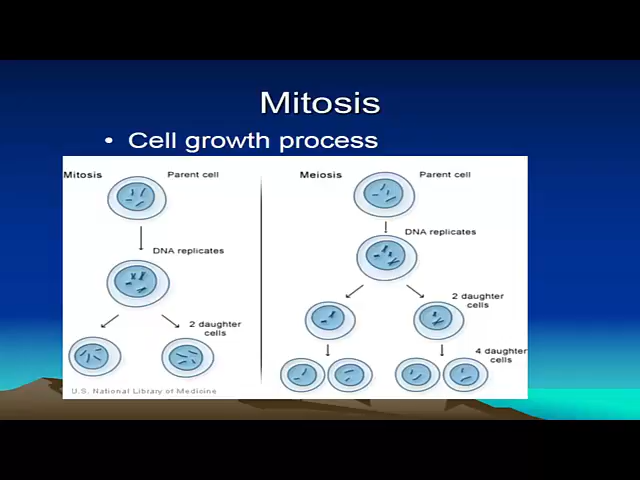 Mitosis
• Cell growth process
Mitosis
Parent cell
DNA replicates
2 daughter
cells
U.S. National Library of Medicine
Meiosis
Parent cell
DNA replicates
2 daughter
cells
4 daughter
cells